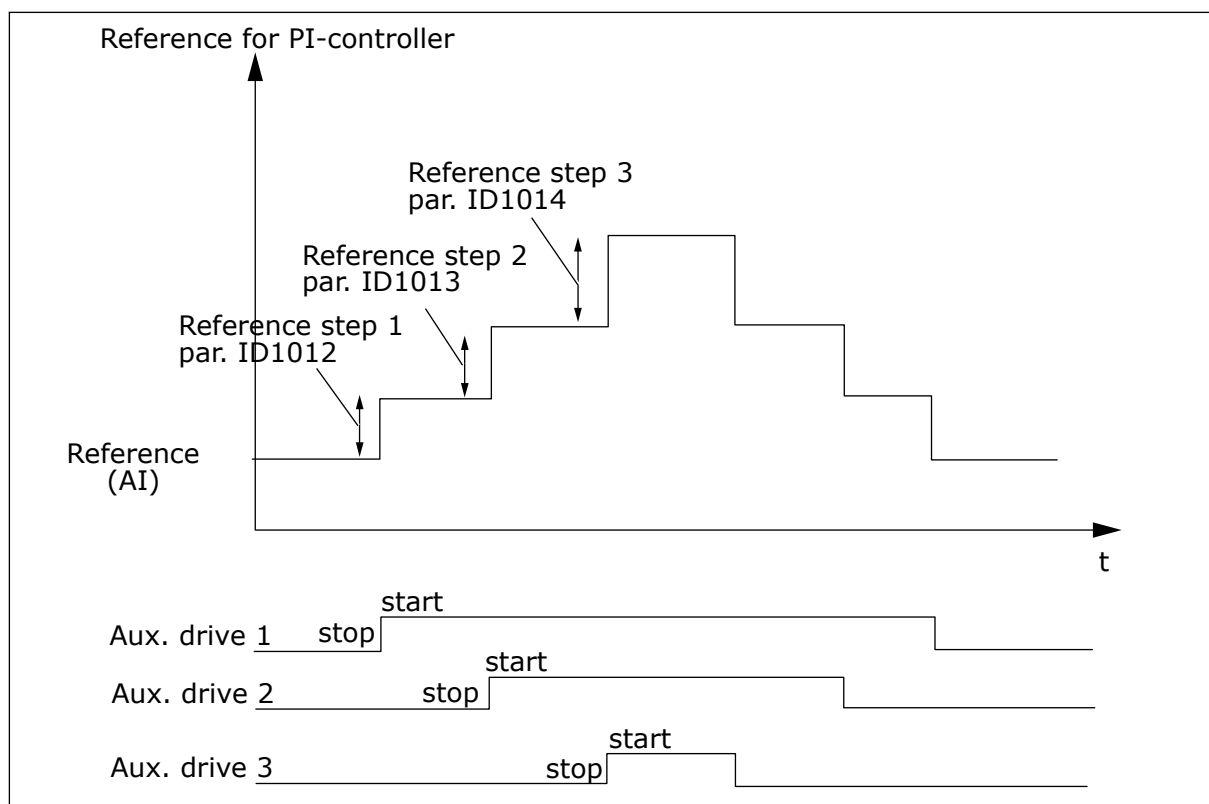 Reference for PI-controller
Reference step 3
par. ID1014
Reference step 2
par. ID1013
Reference step 1
par. ID1012
Reference
(AI)
t
start
Aux. drive 1 stop
start
Aux. drive 2 stop
start
Aux. drive 3 stop